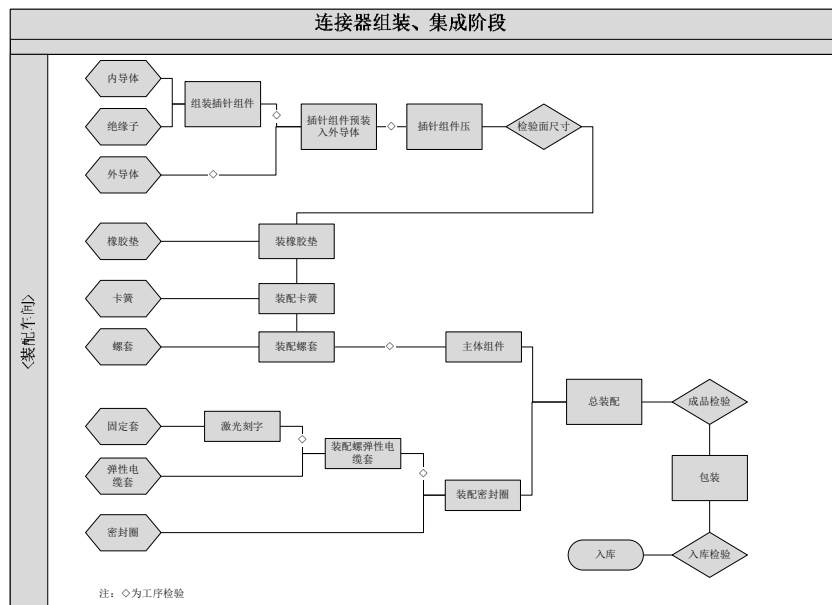 连接器组装、集成阶段
<装配车间>
内导体
绝缘子
组装插针组件
外导体
插针组件预装
入外导体
插针组件压
检验面尺寸
橡胶垫
装橡胶垫
卡簧
装配卡簧
螺套
装配螺套
主体组件
总装配
成品检验
固定套
激光刻字
弹性电
缆套
装配螺弹性电
缆套
密封圈
装配密封圈
包装
入库检验
入库
注：◇为工序检验